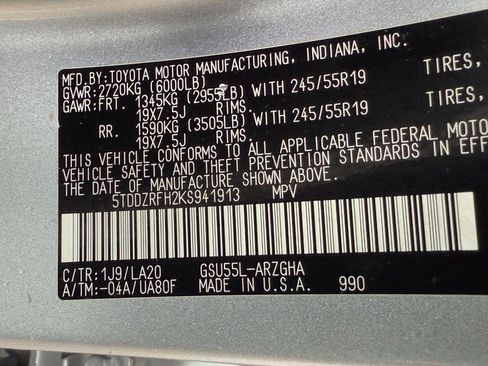 MFD.BY:TOYOTA MOTOR MANUFACTURING, INDIANA, INC.
GVWR:2720KG (6000LB)
GAWR:FRT. 1345KG (2955LB) WITH 245/55R19 TIRES,
19X7.5J RIMS.
RR. 1590KG (3505LB) WITH 245/55R19 TIRES,
19X7.5J RIMS.
THIS VEHICLE CONFORMS TO ALL APPLICABLE FEDERAL MOTO
VEHICLE SAFETY AND THEFT PREVENTION STANDARDS IN EFF
THE DATE OF MANUFACTURE SHOWN ABOVE.
5TDDZRFH2KS941913 MPV
C/TR:1J9/LA20 GSU55L-ARZGHA
A/TM:-04A/UA80F MADE IN U.S.A. 990